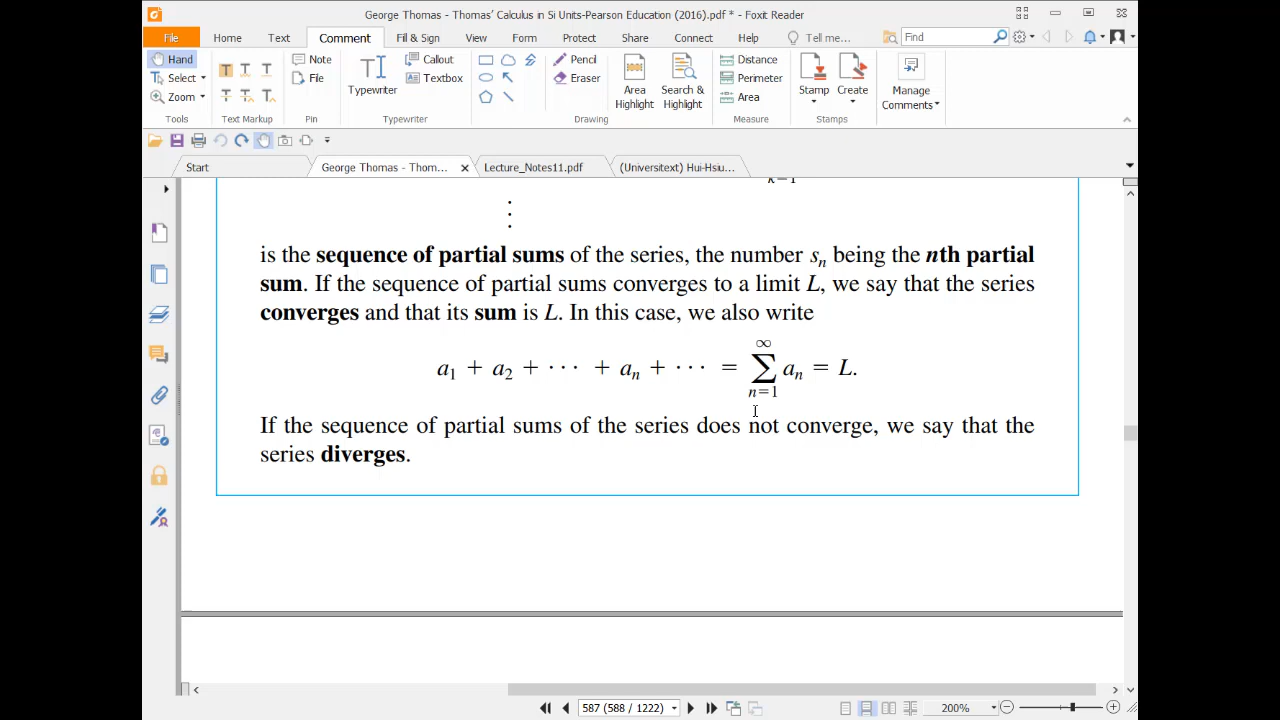 George Thomas - Thomas' Calculus in Si Units-Pearson Education (2016).pdf * - Foxit Reader
File Home Text Comment Fill & Sign View Form Protect Share Connect Help Tell me... Find
Hand
Select
Zoom
Tools
Text Markup
Note
File
Pin
Typewriter
Callout
Textbox
Typewriter
Pencil
Eraser
Drawing
Area Highlight
Search & Highlight
Distance
Perimeter
Area
Measure
Stamp
Create
Stamps
Manage Comments
Start George Thomas - Thom... Lecture_Notes11.pdf (Universitext) Hui-Hsiu...
⋮
is the sequence of partial sums of the series, the number sₙ being the nth partial
sum. If the sequence of partial sums converges to a limit L, we say that the series
converges and that its sum is L. In this case, we also write
a₁ + a₂ + · · · + aₙ + · · · = ∑_{n=1}^{∞} aₙ = L.
If the sequence of partial sums of the series does not converge, we say that the
series diverges.
587 (588 / 1222) 200%